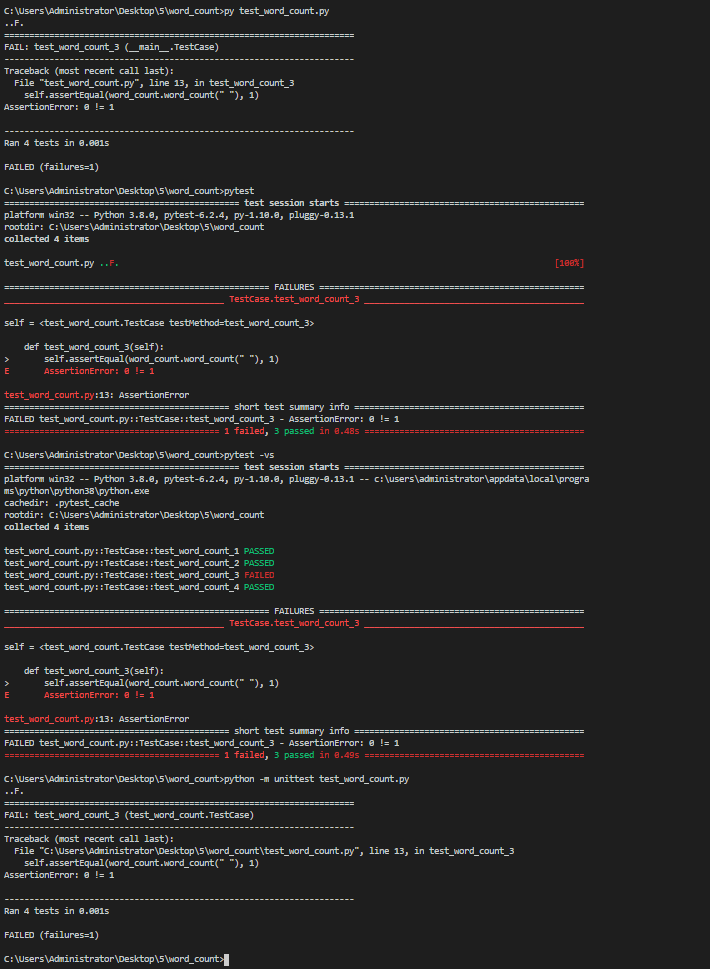 C:\Users\Administrator\Desktop\5\word_count>py test_word_count.py
..F.
======================================================================
FAIL: test_word_count_3 (__main__.TestCase)
----------------------------------------------------------------------
Traceback (most recent call last):
  File "test_word_count.py", line 13, in test_word_count_3
    self.assertEqual(word_count.word_count(" "), 1)
AssertionError: 0 != 1

----------------------------------------------------------------------
Ran 4 tests in 0.001s

FAILED (failures=1)

C:\Users\Administrator\Desktop\5\word_count>pytest
=============================================== test session starts ================================================
platform win32 -- Python 3.8.0, pytest-6.2.4, py-1.10.0, pluggy-0.13.1
rootdir: C:\Users\Administrator\Desktop\5\word_count
collected 4 items

test_word_count.py ..F.                                                                                       [100%]

===================================================== FAILURES =====================================================
____________________________________________ TestCase.test_word_count_3 ____________________________________________

self = <test_word_count.TestCase testMethod=test_word_count_3>

    def test_word_count_3(self):
>       self.assertEqual(word_count.word_count(" "), 1)
E       AssertionError: 0 != 1

test_word_count.py:13: AssertionError
============================================= short test summary info ==============================================
FAILED test_word_count.py::TestCase::test_word_count_3 - AssertionError: 0 != 1
=========================================== 1 failed, 3 passed in 0.48s ============================================

C:\Users\Administrator\Desktop\5\word_count>pytest -vs
=============================================== test session starts ================================================
platform win32 -- Python 3.8.0, pytest-6.2.4, py-1.10.0, pluggy-0.13.1 -- c:\users\administrator\appdata\local\progra
ms\python\python38\python.exe
cachedir: .pytest_cache
rootdir: C:\Users\Administrator\Desktop\5\word_count
collected 4 items

test_word_count.py::TestCase::test_word_count_1 PASSED
test_word_count.py::TestCase::test_word_count_2 PASSED
test_word_count.py::TestCase::test_word_count_3 FAILED
test_word_count.py::TestCase::test_word_count_4 PASSED

===================================================== FAILURES =====================================================
____________________________________________ TestCase.test_word_count_3 ____________________________________________

self = <test_word_count.TestCase testMethod=test_word_count_3>

    def test_word_count_3(self):
>       self.assertEqual(word_count.word_count(" "), 1)
E       AssertionError: 0 != 1

test_word_count.py:13: AssertionError
============================================= short test summary info ==============================================
FAILED test_word_count.py::TestCase::test_word_count_3 - AssertionError: 0 != 1
=========================================== 1 failed, 3 passed in 0.49s ============================================

C:\Users\Administrator\Desktop\5\word_count>python -m unittest test_word_count.py
..F.
======================================================================
FAIL: test_word_count_3 (test_word_count.TestCase)
----------------------------------------------------------------------
Traceback (most recent call last):
  File "C:\Users\Administrator\Desktop\5\word_count\test_word_count.py", line 13, in test_word_count_3
    self.assertEqual(word_count.word_count(" "), 1)
AssertionError: 0 != 1

----------------------------------------------------------------------
Ran 4 tests in 0.001s

FAILED (failures=1)

C:\Users\Administrator\Desktop\5\word_count>